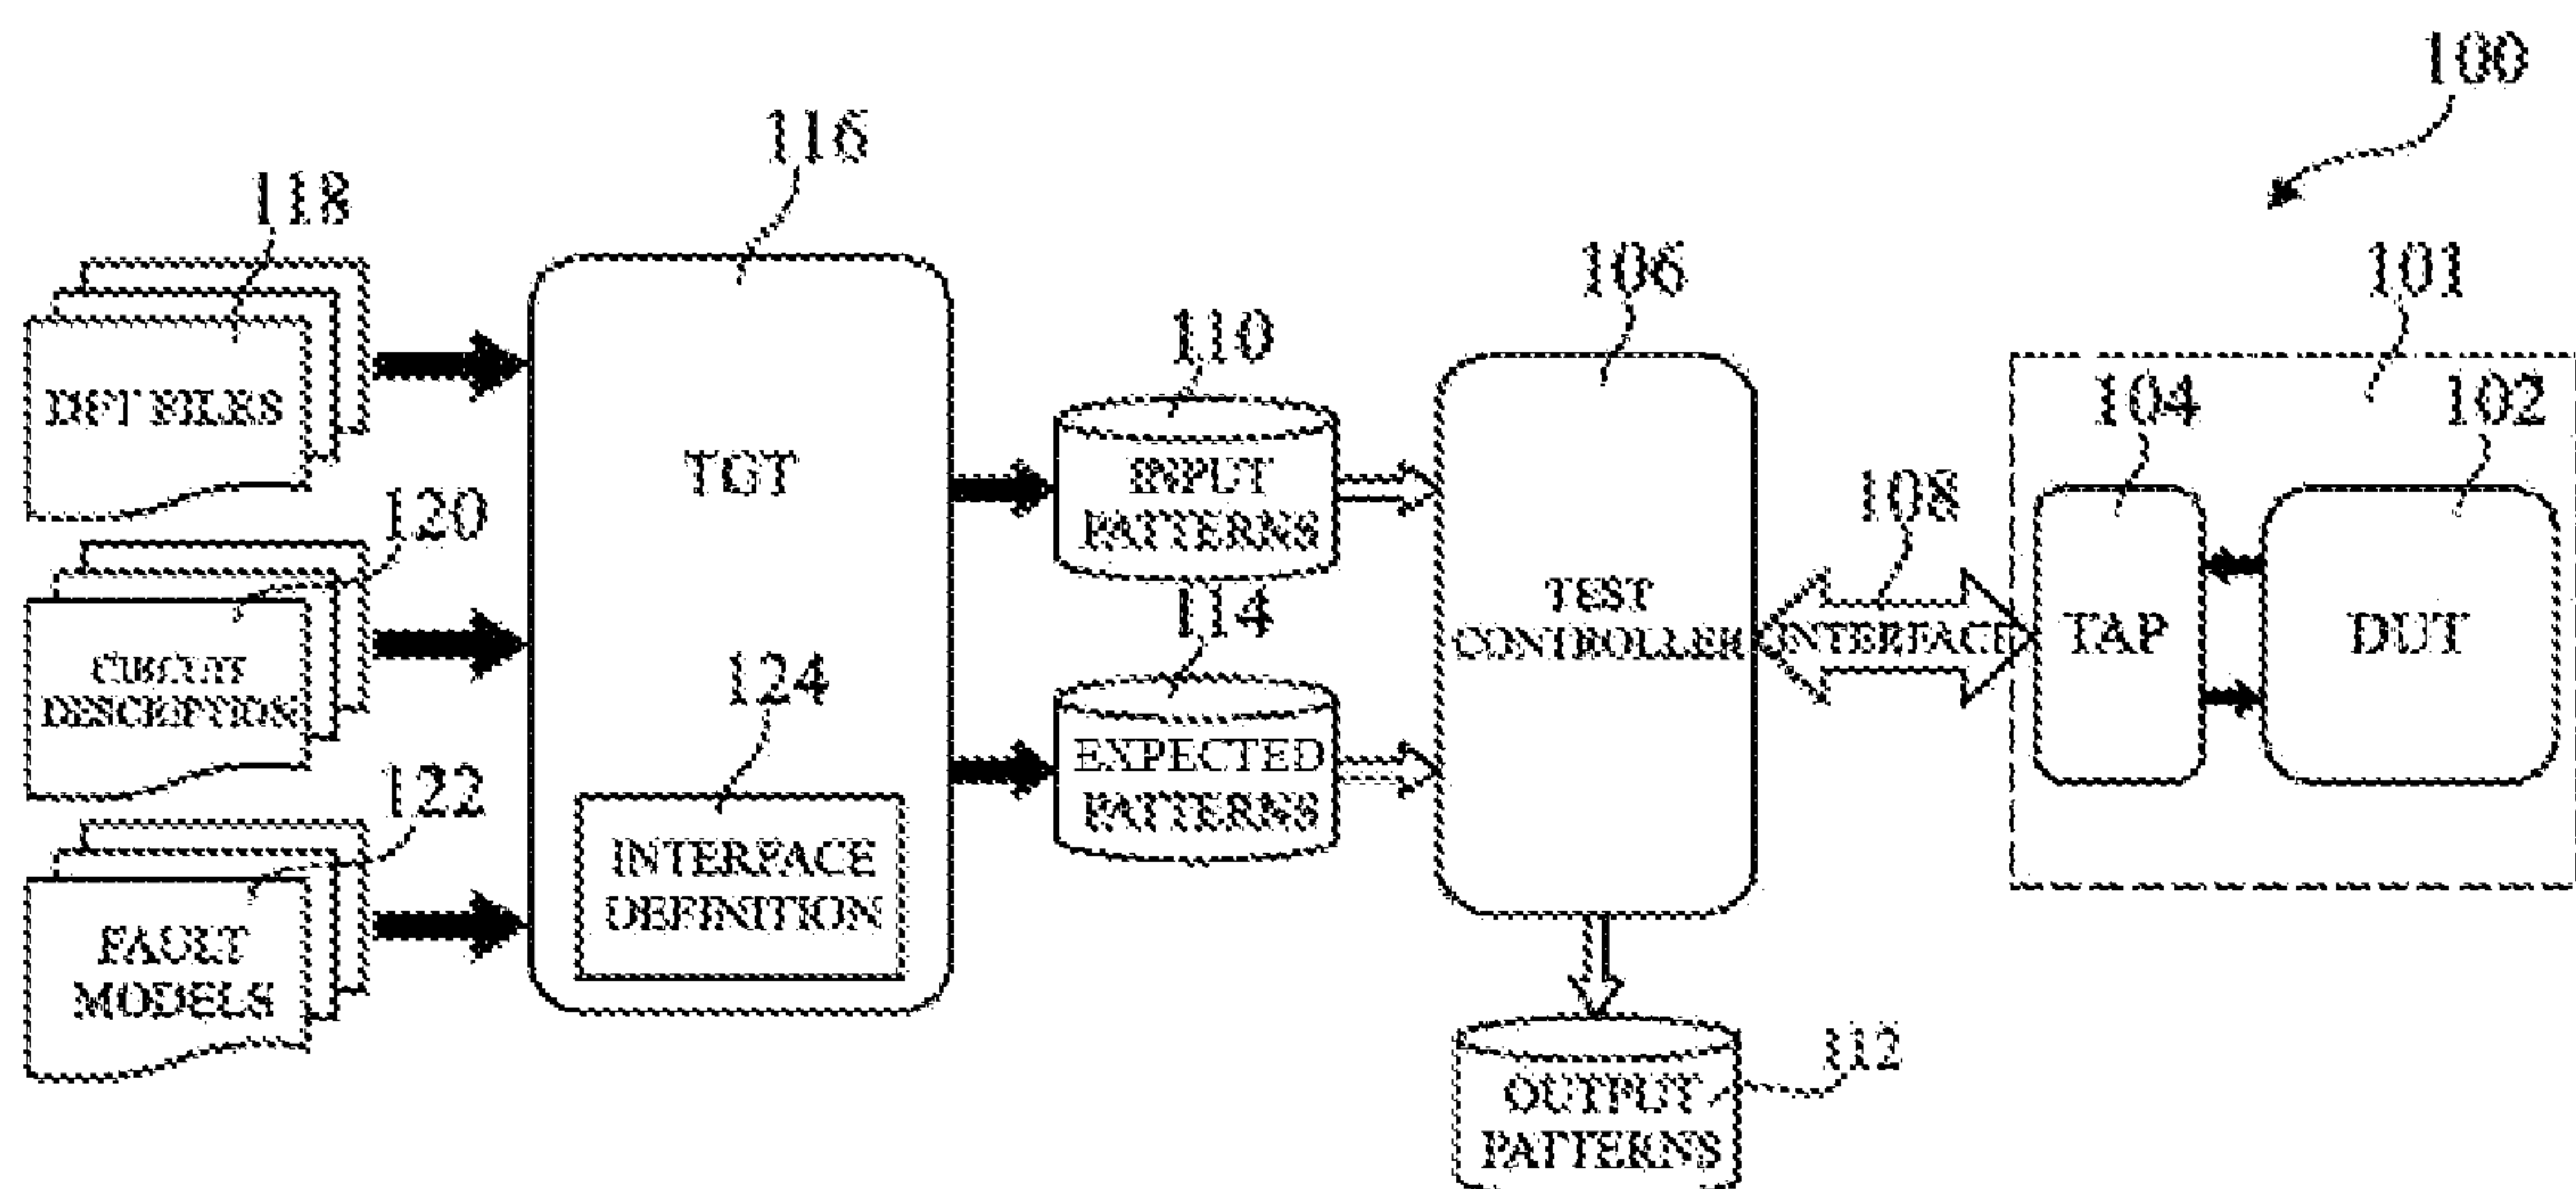 100
116
118
106
101
110
104
102
DFT FILES
TGT
INPUT
PATTERNS
108
120
114
TEST
CONTROLLER
INTERFACE
TAP
DUT
CIRCUIT
DESCRIPTION
124
EXPECTED
PATTERNS
122
INTERFACE
DEFINITION
FAULT
MODELS
112
OUTPUT
PATTERNS